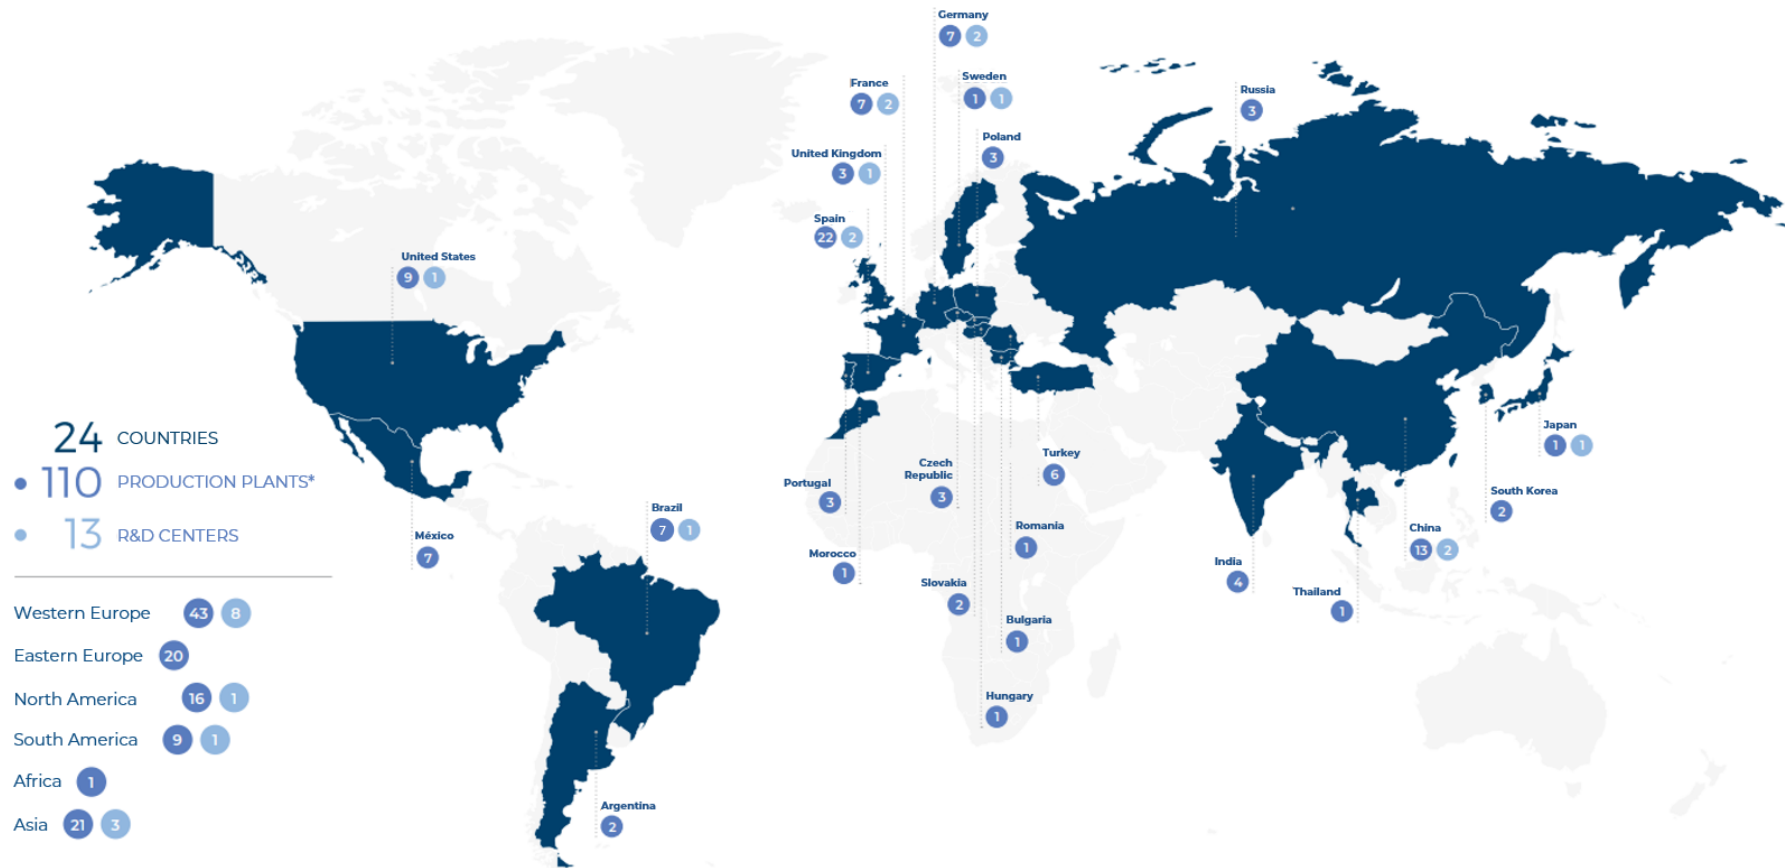 Germany
7 2
Sweden
1 1
France
7 2
Russia
3
Poland
3
United Kingdom
3 1
Spain
22 2
United States
9 1
24 COUNTRIES
110 PRODUCTION PLANTS*
13 R&D CENTERS
Japan
1 1
Turkey
6
Czech
Republic
3
Portugal
3
South Korea
2
Brazil
7 1
México
7
Romania
1
China
13 2
Morocco
1
India
4
Slovakia
2
Thailand
1
Bulgaria
1
Hungary
1
Argentina
2
Western Europe 43 8
Eastern Europe 20
North America 16 1
South America 9 1
Africa 1
Asia 21 3